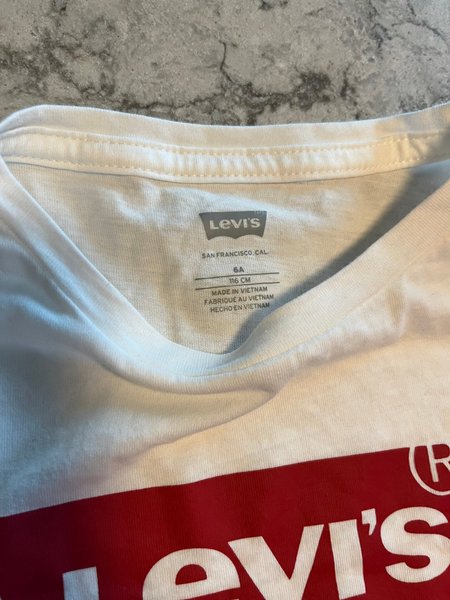 Levi's
SAN FRANCISCO, CAL.
6A
116 CM
MADE IN VIETNAM
FABRIQUÉ AU VIETNAM
HECHO EN VIETNAM
®
Levi's